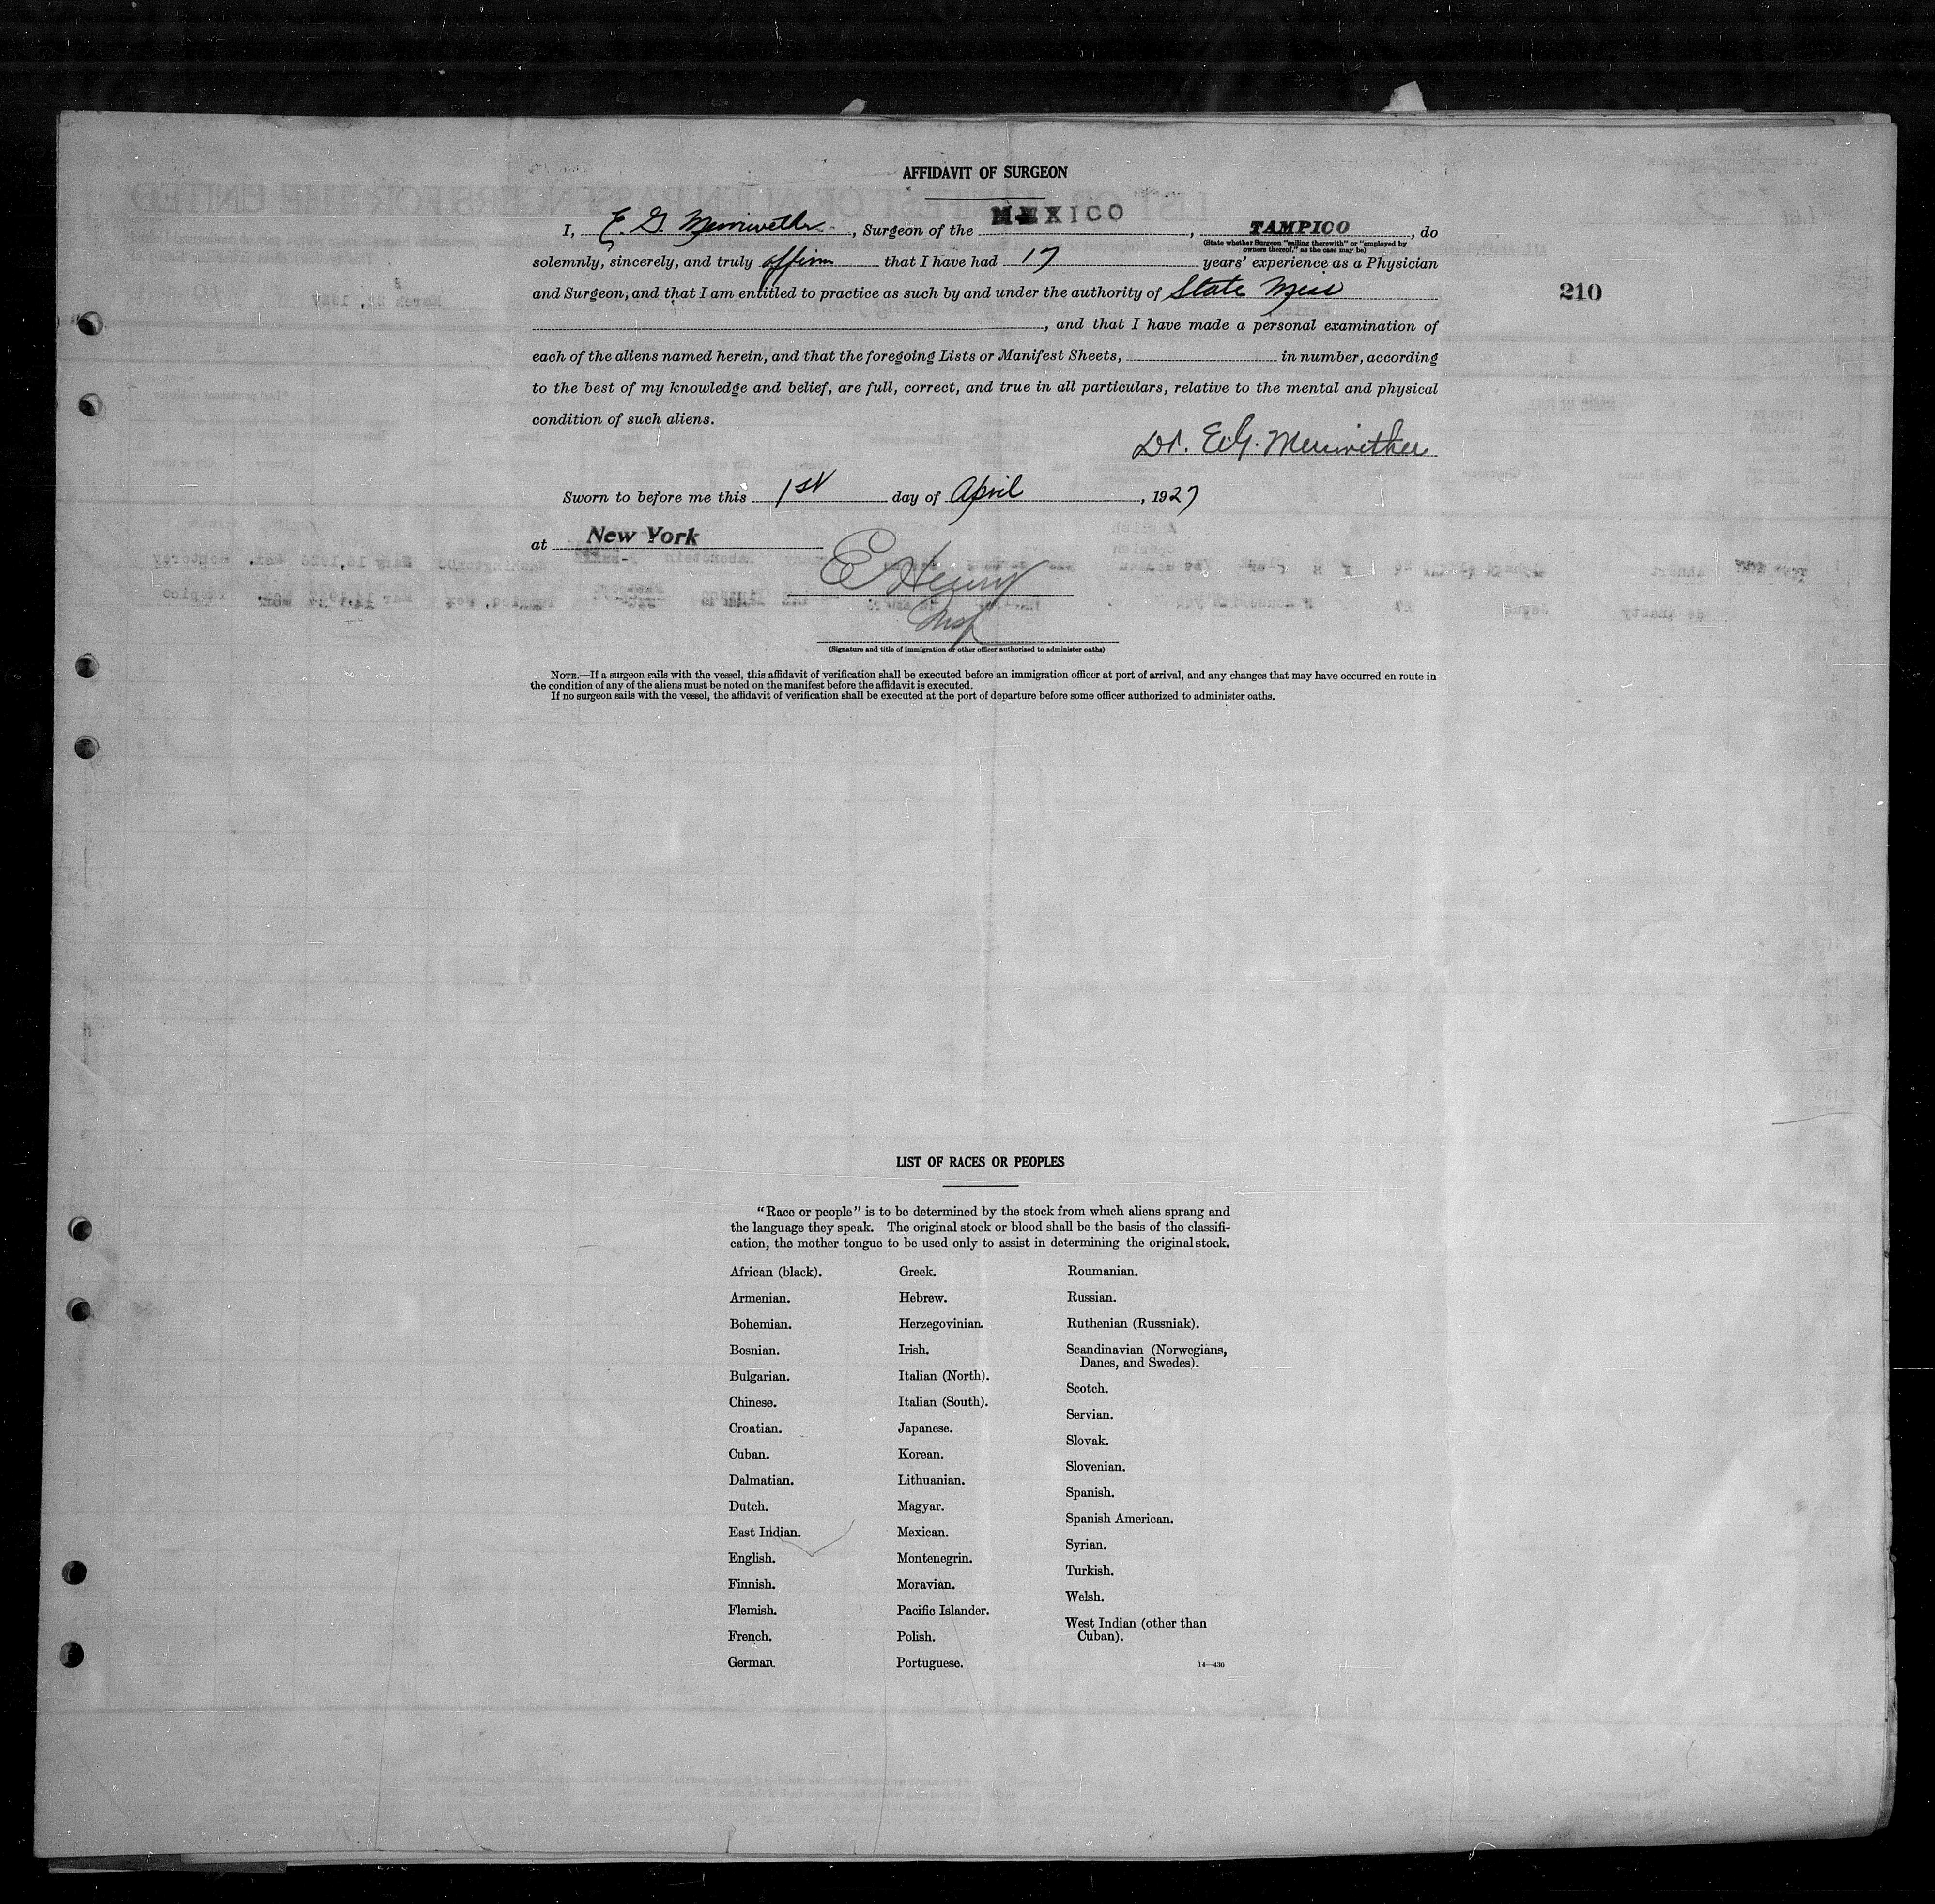 AFFIDAVIT OF SURGEON
I, E. G. Merriwether, Surgeon of the MEXICO, TAMPICO, do
(State whether Surgeon "sailing therewith" or "employed by
owners thereof," as the case may be)
solemnly, sincerely, and truly affirm that I have had 17 years' experience as a Physician
and Surgeon, and that I am entitled to practice as such by and under the authority of State Miss
210
, and that I have made a personal examination of
each of the aliens named herein, and that the foregoing Lists or Manifest Sheets, in number, according
to the best of my knowledge and belief, are full, correct, and true in all particulars, relative to the mental and physical
condition of such aliens.
Dr. E.G. Meriwether
Sworn to before me this 1st day of April, 1927
at New York
E Henry
Insp
(Signature and title of immigration or other officer authorized to administer oaths)
NOTE.—If a surgeon sails with the vessel, this affidavit of verification shall be executed before an immigration officer at port of arrival, and any changes that may have occurred en route in
the condition of any of the aliens must be noted on the manifest before the affidavit is executed.
If no surgeon sails with the vessel, the affidavit of verification shall be executed at the port of departure before some officer authorized to administer oaths.
LIST OF RACES OR PEOPLES
"Race or people" is to be determined by the stock from which aliens sprang and
the language they speak. The original stock or blood shall be the basis of the classifi-
cation, the mother tongue to be used only to assist in determining the original stock.
African (black).
Armenian.
Bohemian.
Bosnian.
Bulgarian.
Chinese.
Croatian.
Cuban.
Dalmatian.
Dutch.
East Indian.
English.
Finnish.
Flemish.
French.
German.
Greek.
Hebrew.
Herzegovinian.
Irish.
Italian (North).
Italian (South).
Japanese.
Korean.
Lithuanian.
Magyar.
Mexican.
Montenegrin.
Moravian.
Pacific Islander.
Polish.
Portuguese.
Roumanian.
Russian.
Ruthenian (Russniak).
Scandinavian (Norwegians,
Danes, and Swedes).
Scotch.
Servian.
Slovak.
Slovenian.
Spanish.
Spanish American.
Syrian.
Turkish.
Welsh.
West Indian (other than
Cuban).
14—430